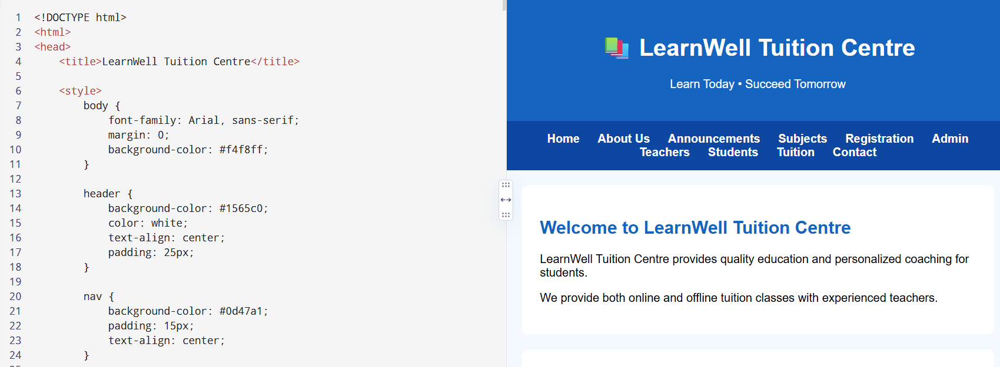 1 <!DOCTYPE html>
2 <html>
3 <head>
4 <title>LearnWell Tuition Centre</title>
5
6 <style>
7 body {
8 font-family: Arial, sans-serif;
9 margin: 0;
10 background-color: #f4f8ff;
11 }
12
13 header {
14 background-color: #1565c0;
15 color: white;
16 text-align: center;
17 padding: 25px;
18 }
19
20 nav {
21 background-color: #0d47a1;
22 padding: 15px;
23 text-align: center;
24 }
LearnWell Tuition Centre
Learn Today • Succeed Tomorrow
Home About Us Announcements Subjects Registration Admin
Teachers Students Tuition Contact
Welcome to LearnWell Tuition Centre
LearnWell Tuition Centre provides quality education and personalized coaching for
students.
We provide both online and offline tuition classes with experienced teachers.